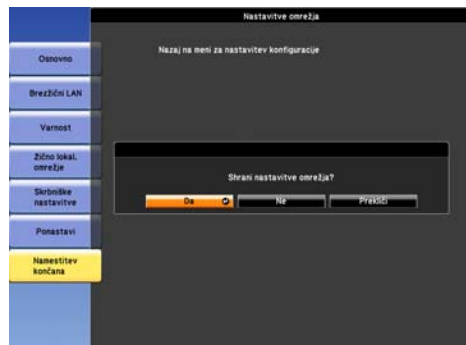 Nastavitve omrežja
Nazaj na meni za nastavitev konfiguracije
Osnovno
Brezžični LAN
Varnost
Žično lokal.
omrežje
Skrbniške
nastavitve
Ponastavi
Namestitev
končana
Shrani nastavitve omrežja?
Da Ne Prekliči